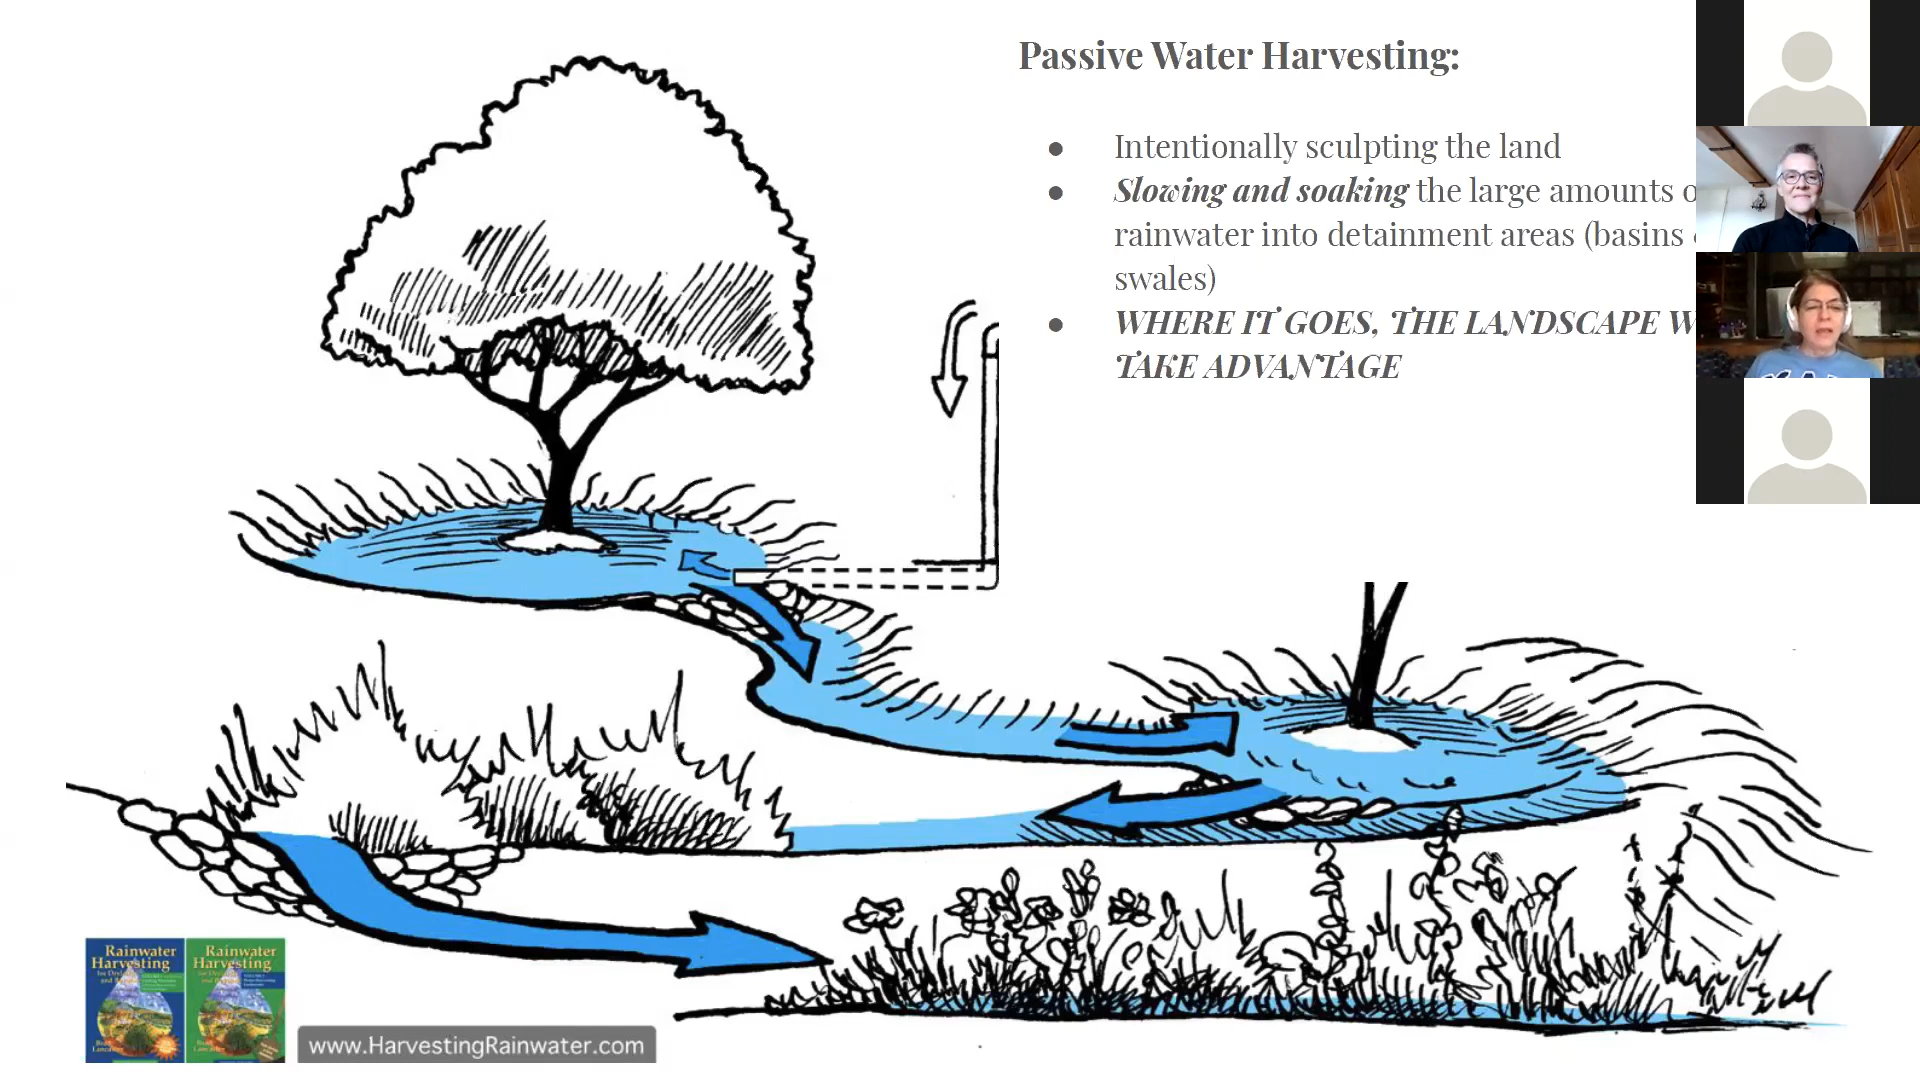 Passive Water Harvesting:
● Intentionally sculpting the land
● Slowing and soaking the large amounts
rainwater into detainment areas (basins
swales)
● WHERE IT GOES, THE LANDSCAPE
TAKE ADVANTAGE
Rainwater
Harvesting
Rainwater
Harvesting
www.HarvestingRainwater.com